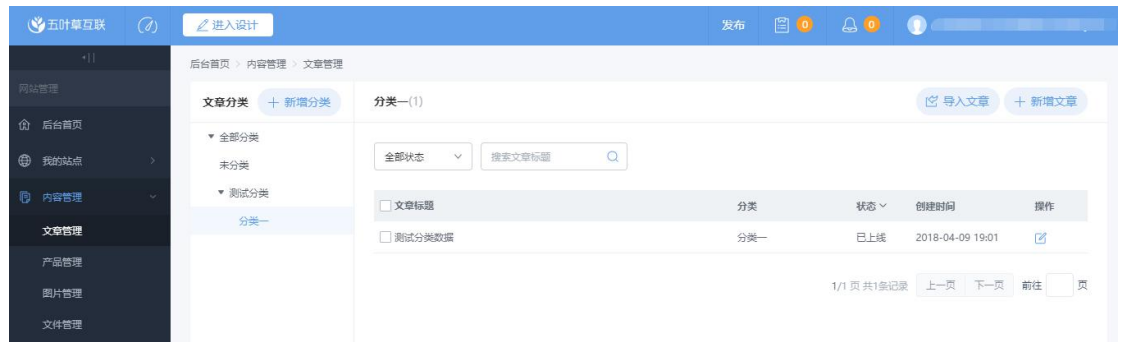 五叶草互联
进入设计
发布
0
0
网站管理
后台首页
我的站点
内容管理
文章管理
产品管理
图片管理
文件管理
后台首页 > 内容管理 > 文章管理
文章分类
+ 新增分类
全部分类
未分类
测试分类
分类一
分类一(1)
导入文章
+ 新增文章
全部状态
搜索文章标题
文章标题 分类 状态 创建时间 操作
测试分类数据 分类一 已上线 2018-04-09 19:01
1/1 页 共1条记录 上一页 下一页 前往 页